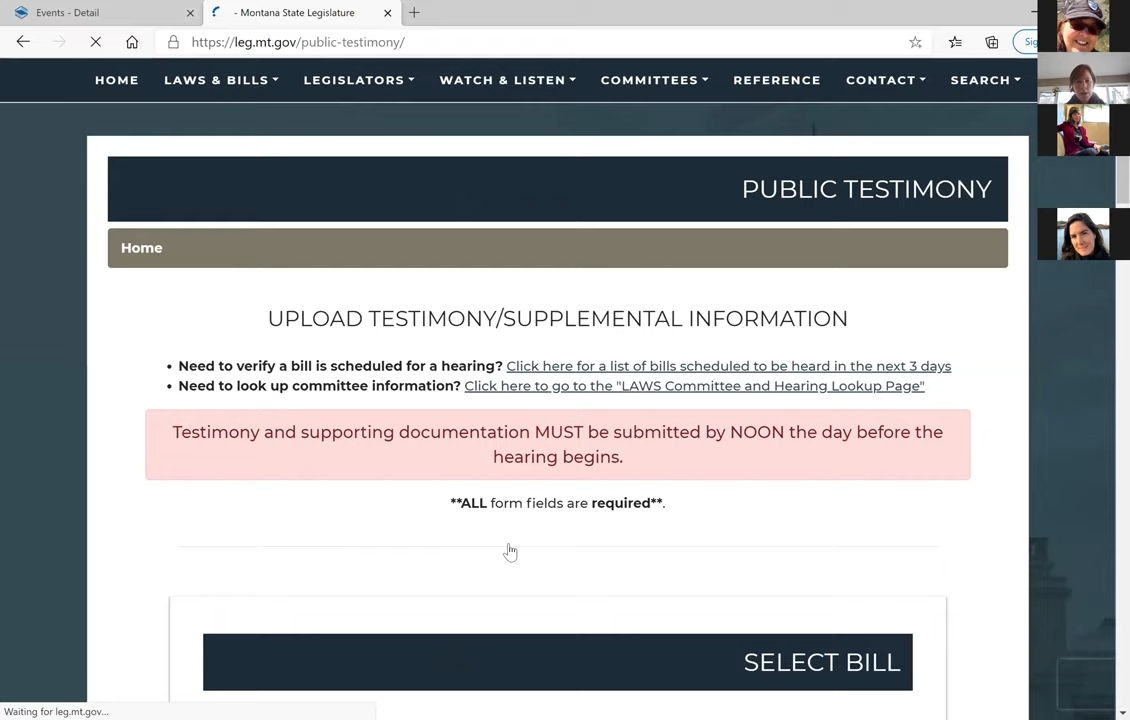 Events - Detail
- Montana State Legislature
https://leg.mt.gov/public-testimony/
HOME LAWS & BILLS LEGISLATORS WATCH & LISTEN COMMITTEES REFERENCE CONTACT SEARCH
PUBLIC TESTIMONY
Home
UPLOAD TESTIMONY/SUPPLEMENTAL INFORMATION
• Need to verify a bill is scheduled for a hearing? Click here for a list of bills scheduled to be heard in the next 3 days
• Need to look up committee information? Click here to go to the "LAWS Committee and Hearing Lookup Page"
Testimony and supporting documentation MUST be submitted by NOON the day before the
hearing begins.
**ALL form fields are required**.
SELECT BILL
Waiting for leg.mt.gov...